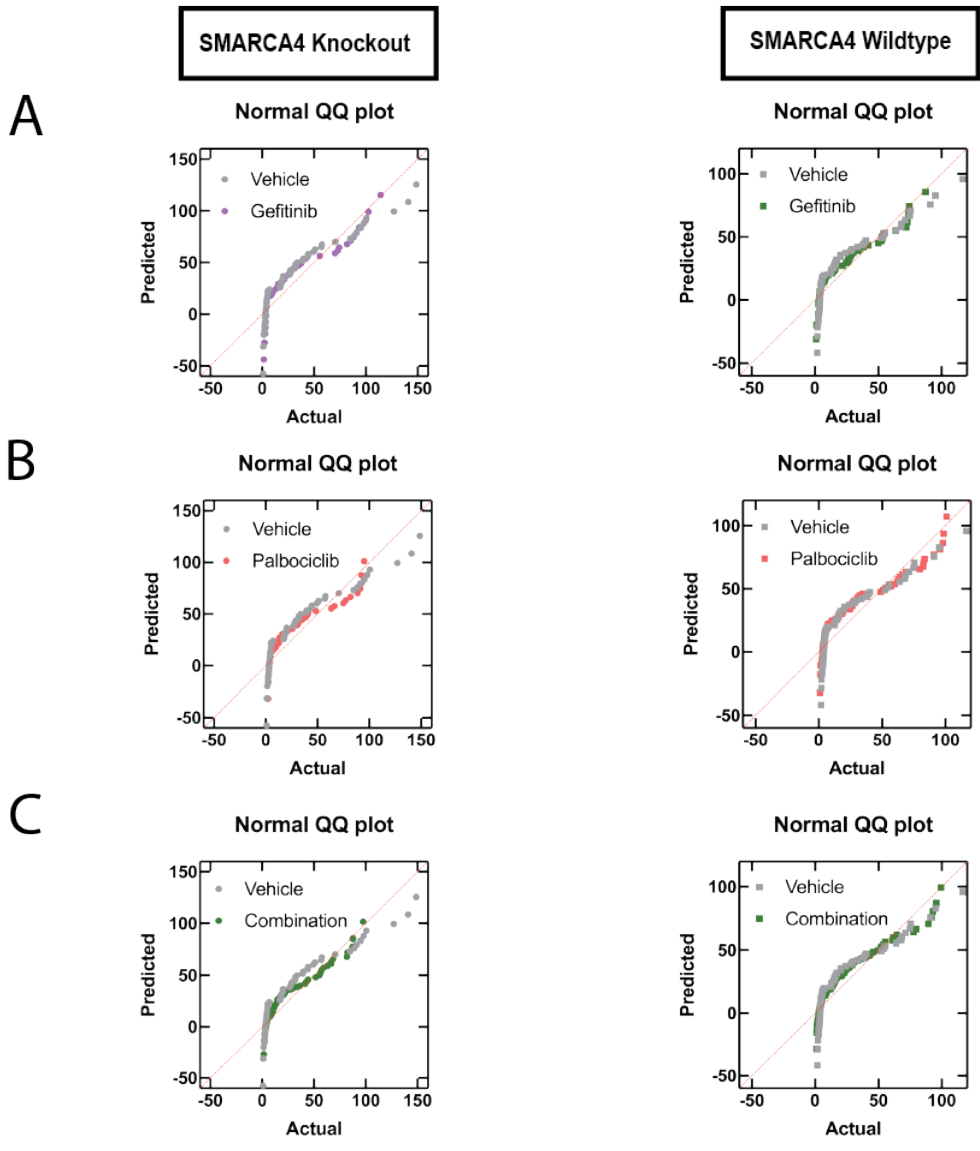 SMARCA4 Knockout
SMARCA4 Wildtype
A
Normal QQ plot
150
100
50
0
-50
Predicted
Vehicle
Gefitinib
-50 0 50 100 150
Actual
Normal QQ plot
100
50
0
-50
Predicted
Vehicle
Gefitinib
-50 0 50 100
Actual
B
Normal QQ plot
150
100
50
0
-50
Predicted
Vehicle
Palbociclib
-50 0 50 100 150
Actual
Normal QQ plot
100
50
0
-50
Predicted
Vehicle
Palbociclib
-50 0 50 100
Actual
C
Normal QQ plot
150
100
50
0
-50
Predicted
Vehicle
Combination
-50 0 50 100 150
Actual
Normal QQ plot
100
50
0
-50
Predicted
Vehicle
Combination
-50 0 50 100
Actual